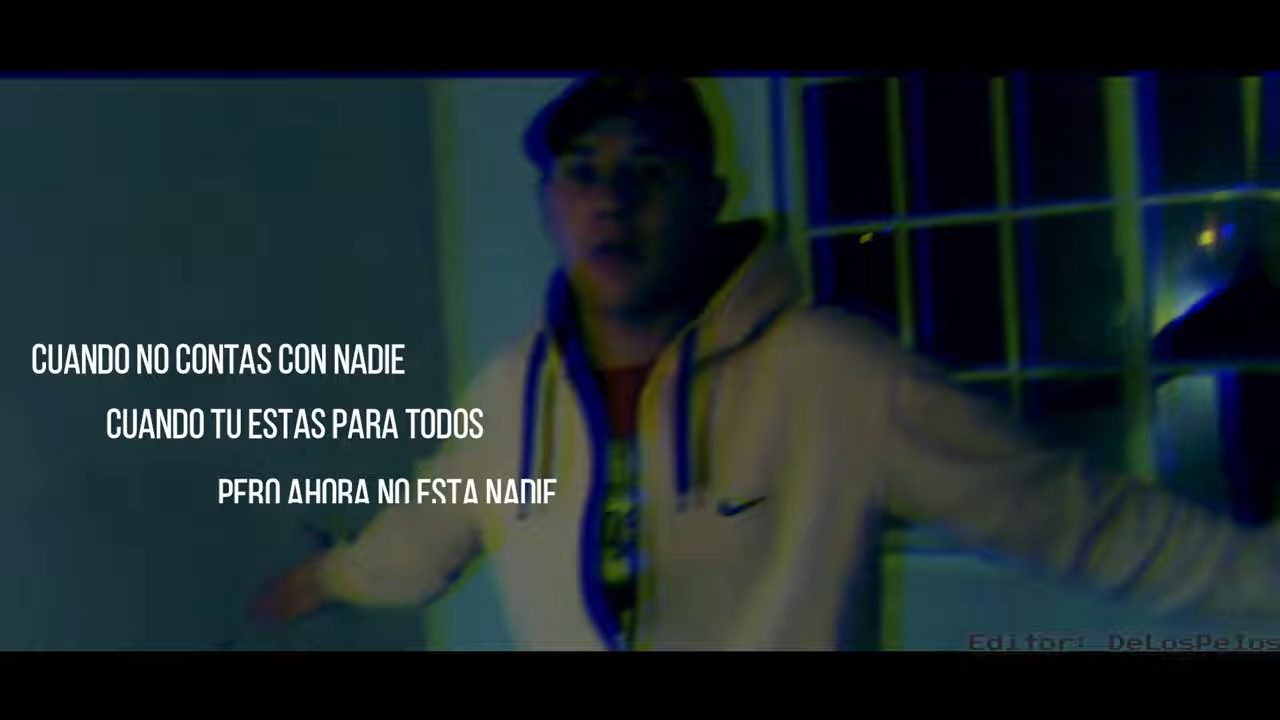 CUANDO NO CONTAS CON NADIE
CUANDO TU ESTAS PARA TODOS
PERO AHORA NO ESTA NADIE
Editor: DeLosPelos